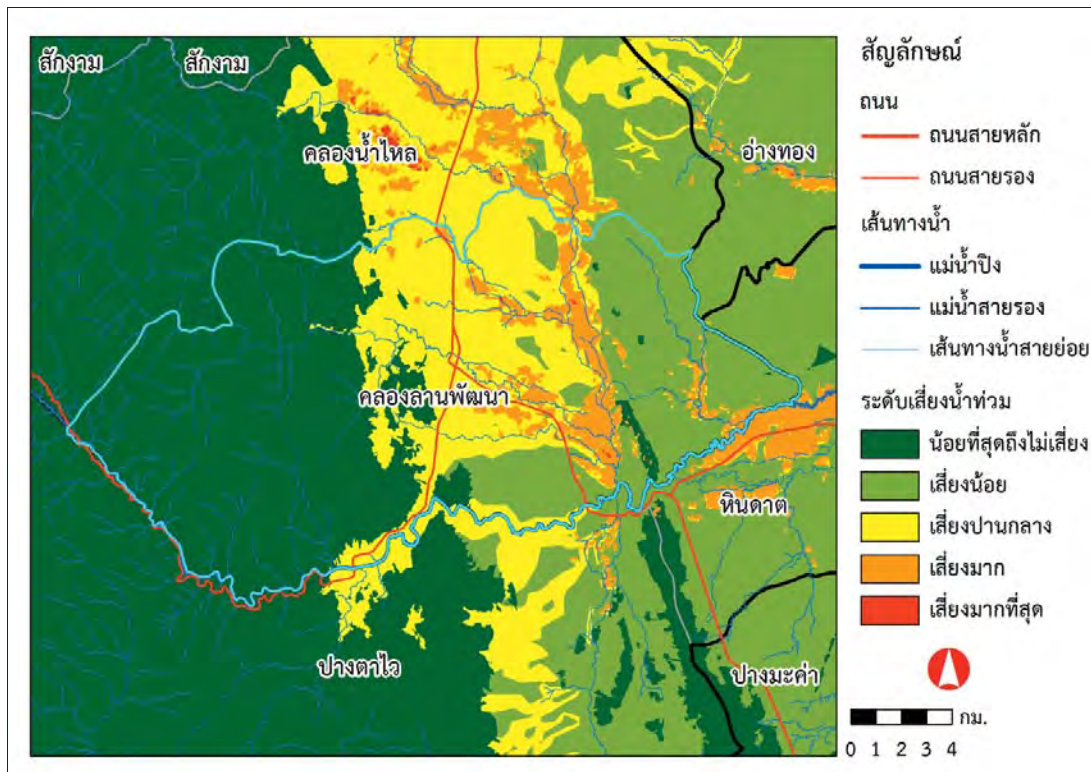 สักงาม
สักงาม
คลองน้ำไหล
อ่างทอง
คลองลานพัฒนา
หินดาต
ปางตาไว
ปางมะค่า
สัญลักษณ์
ถนน
ถนนสายหลัก
ถนนสายรอง
เส้นทางน้ำ
แม่น้ำปิง
แม่น้ำสายรอง
เส้นทางน้ำสายย่อย
ระดับเสี่ยงน้ำท่วม
น้อยที่สุดถึงไม่เสี่ยง
เสี่ยงน้อย
เสี่ยงปานกลาง
เสี่ยงมาก
เสี่ยงมากที่สุด
กม.
0 1 2 3 4